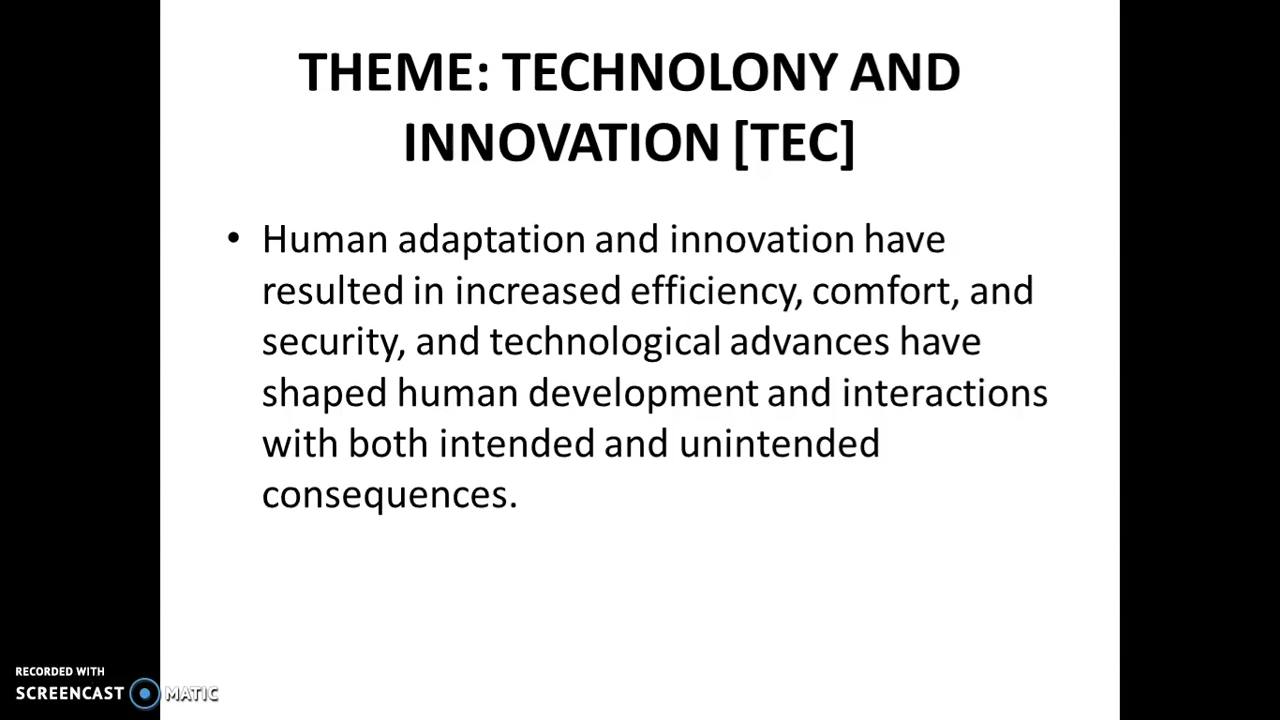 THEME: TECHNOLONY AND
INNOVATION [TEC]
• Human adaptation and innovation have
resulted in increased efficiency, comfort, and
security, and technological advances have
shaped human development and interactions
with both intended and unintended
consequences.
RECORDED WITH
SCREENCAST MATIC